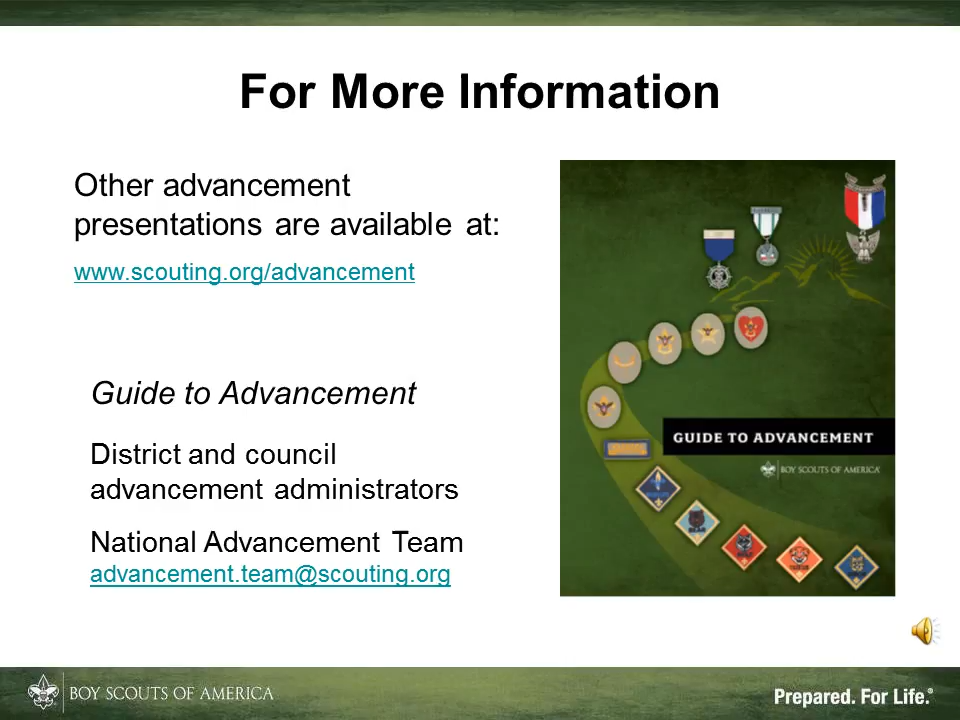 For More Information
Other advancement
presentations are available at:
www.scouting.org/advancement
Guide to Advancement
District and council
advancement administrators
National Advancement Team
advancement.team@scouting.org
GUIDE TO ADVANCEMENT
BOY SCOUTS OF AMERICA
BOY SCOUTS OF AMERICA
Prepared. For Life.®